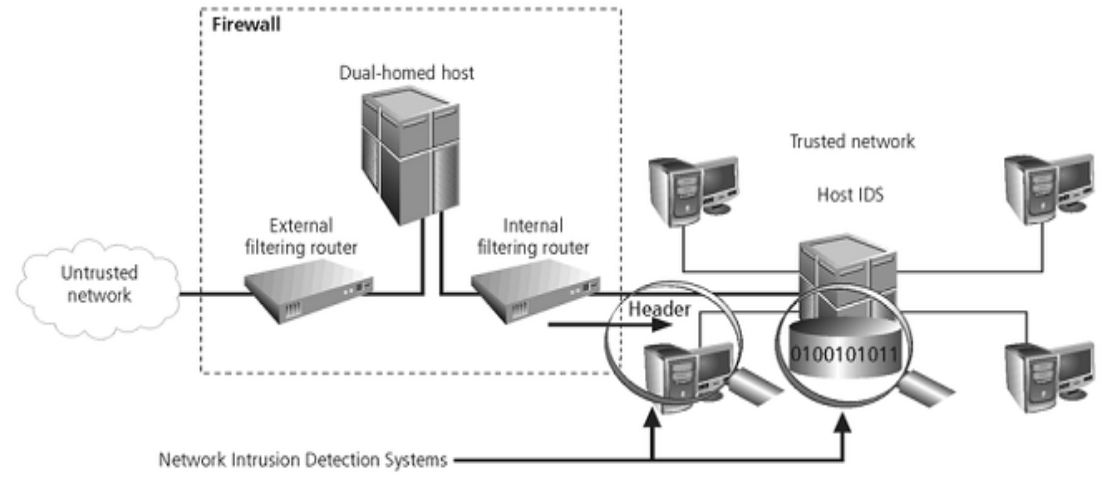 Firewall
Dual-homed host
Trusted network
Host IDS
External
filtering router
Internal
filtering router
Untrusted
network
Header
0100101011
Network Intrusion Detection Systems